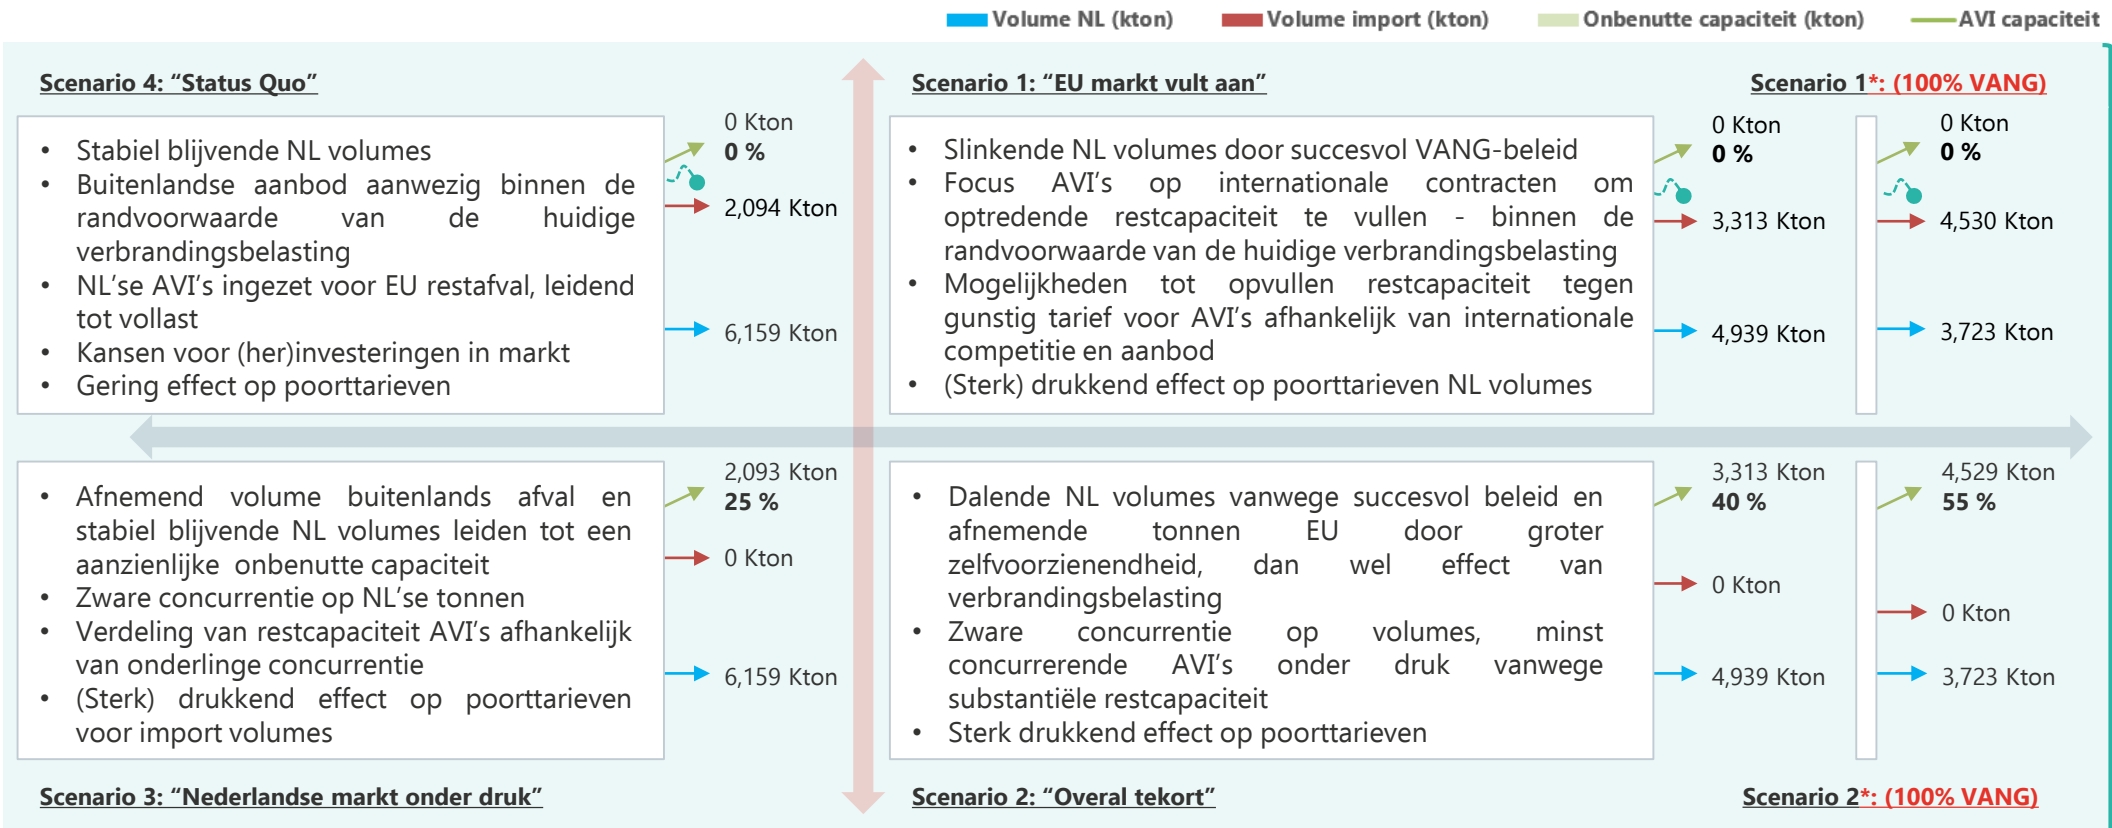 Volume NL (kton) Volume import (kton) Onbenutte capaciteit (kton) AVI capaciteit
Scenario 4: “Status Quo”
• Stabiel blijvende NL volumes
• Buitenlandse aanbod aanwezig binnen de
randvoorwaarde van de huidige
verbrandingsbelasting
• NL’se AVI’s ingezet voor EU restafval, leidend
tot vollast
• Kansen voor (her)investeringen in markt
• Gering effect op poorttarieven
0 Kton
0 %
2,094 Kton
6,159 Kton
Scenario 1: “EU markt vult aan”
• Slinkende NL volumes door succesvol VANG-beleid
• Focus AVI’s op internationale contracten om
optredende restcapaciteit te vullen - binnen de
randvoorwaarde van de huidige verbrandingsbelasting
• Mogelijkheden tot opvullen restcapaciteit tegen
gunstig tarief voor AVI’s afhankelijk van internationale
competitie en aanbod
• (Sterk) drukkend effect op poorttarieven NL volumes
0 Kton
0 %
3,313 Kton
4,939 Kton
Scenario 1*: (100% VANG)
0 Kton
0 %
4,530 Kton
3,723 Kton
• Afnemend volume buitenlands afval en
stabiel blijvende NL volumes leiden tot een
aanzienlijke onbenutte capaciteit
• Zware concurrentie op NL’se tonnen
• Verdeling van restcapaciteit AVI’s afhankelijk
van onderlinge concurrentie
• (Sterk) drukkend effect op poorttarieven
voor import volumes
2,093 Kton
25 %
0 Kton
6,159 Kton
Scenario 3: “Nederlandse markt onder druk”
• Dalende NL volumes vanwege succesvol beleid en
afnemende tonnen EU door groter
zelfvoorzienendheid, dan wel effect van
verbrandingsbelasting
• Zware concurrentie op volumes, minst
concurrerende AVI’s onder druk vanwege
substantiële restcapaciteit
• Sterk drukkend effect op poorttarieven
3,313 Kton
40 %
0 Kton
4,939 Kton
Scenario 2: “Overal tekort”
4,529 Kton
55 %
0 Kton
3,723 Kton
Scenario 2*: (100% VANG)